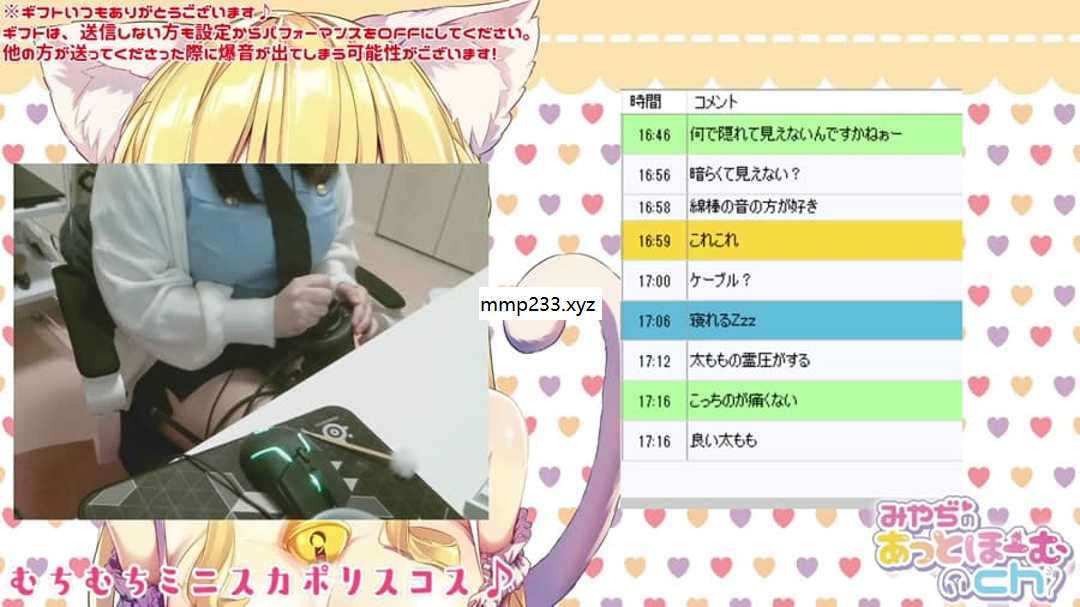 ※ギフトいつもありがとうございます♪
ギフトは、送信しない方も設定からパフォーマンスをOFFにしてください。
他の方が送ってくださった際に爆音が出てしまう可能性がございます!
時間 コメント
16:46 何で隠れて見えないんですかねぉー
16:56 暗らくて見えない?
16:58 綿棒の音の方が好き
16:59 これこれ
17:00 ケーブル?
17:06 寝れるZzz
17:12 太ももの霊圧がする
17:16 こっちのが痛くない
17:16 良い太もも
mmp233.xyz
むちむちミニスカポリスコス♪
みやぢの
あっとほーむ
ch